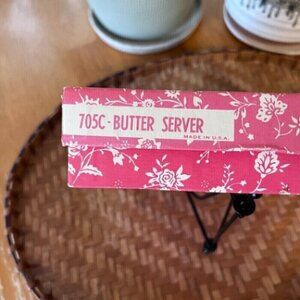 705C - BUTTER SERVER
MADE IN U.S.A.